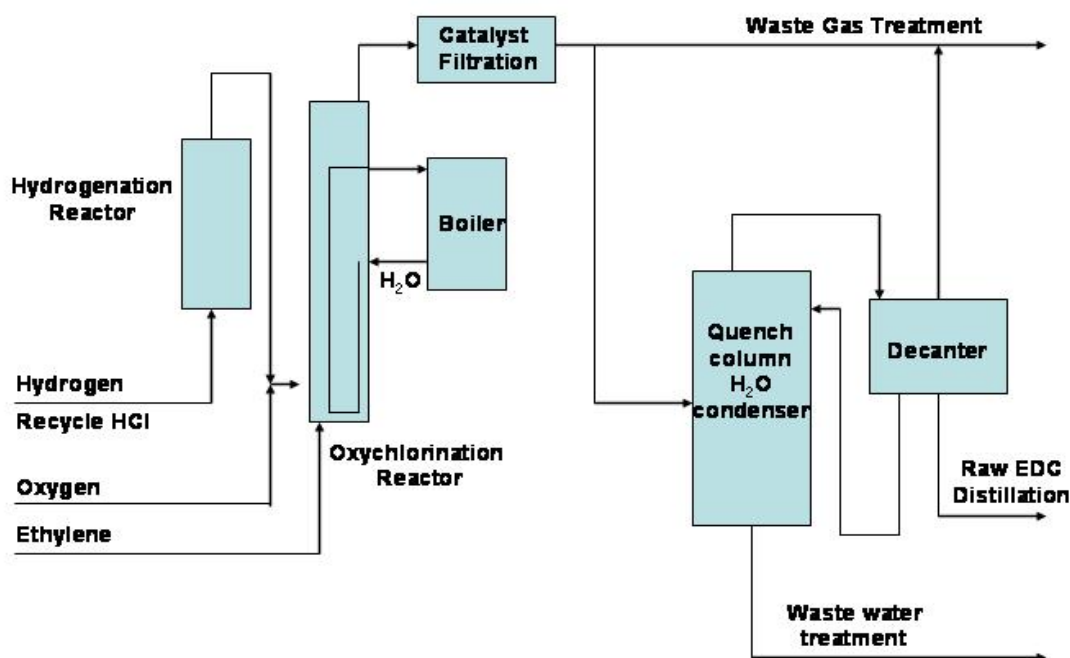 Waste Gas Treatment
Catalyst
Filtration
Hydrogenation
Reactor
Boiler
H₂O
Quench
column
H₂O
condenser
Decanter
Hydrogen
Recycle HCl
Oxychlorination
Reactor
Oxygen
Ethylene
Raw EDC
Distillation
Waste water
treatment